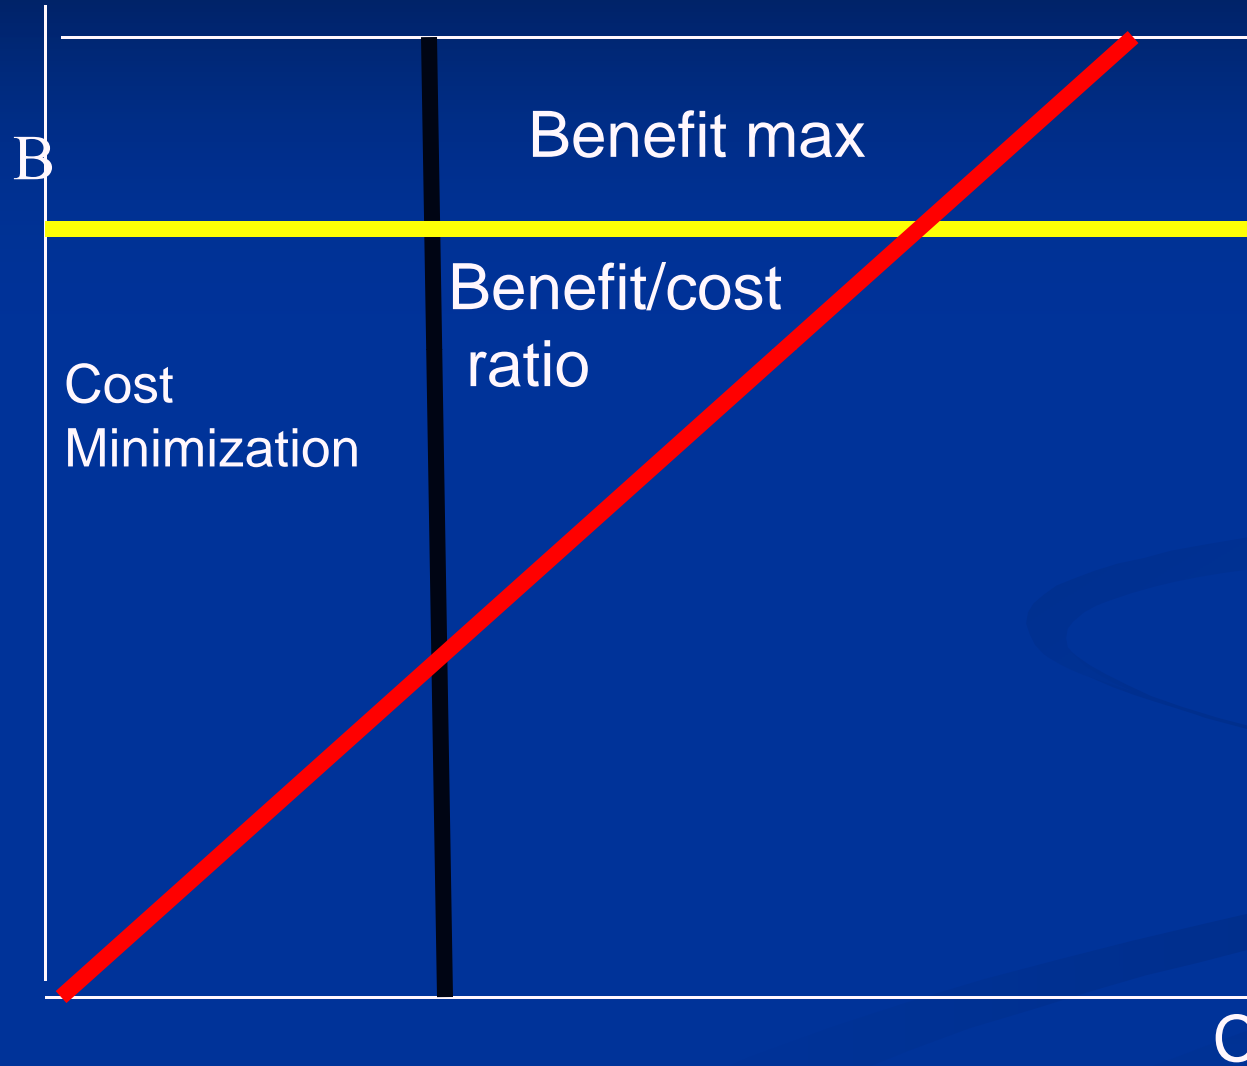 B
Benefit max
Benefit/cost
ratio
Cost
Minimization
C